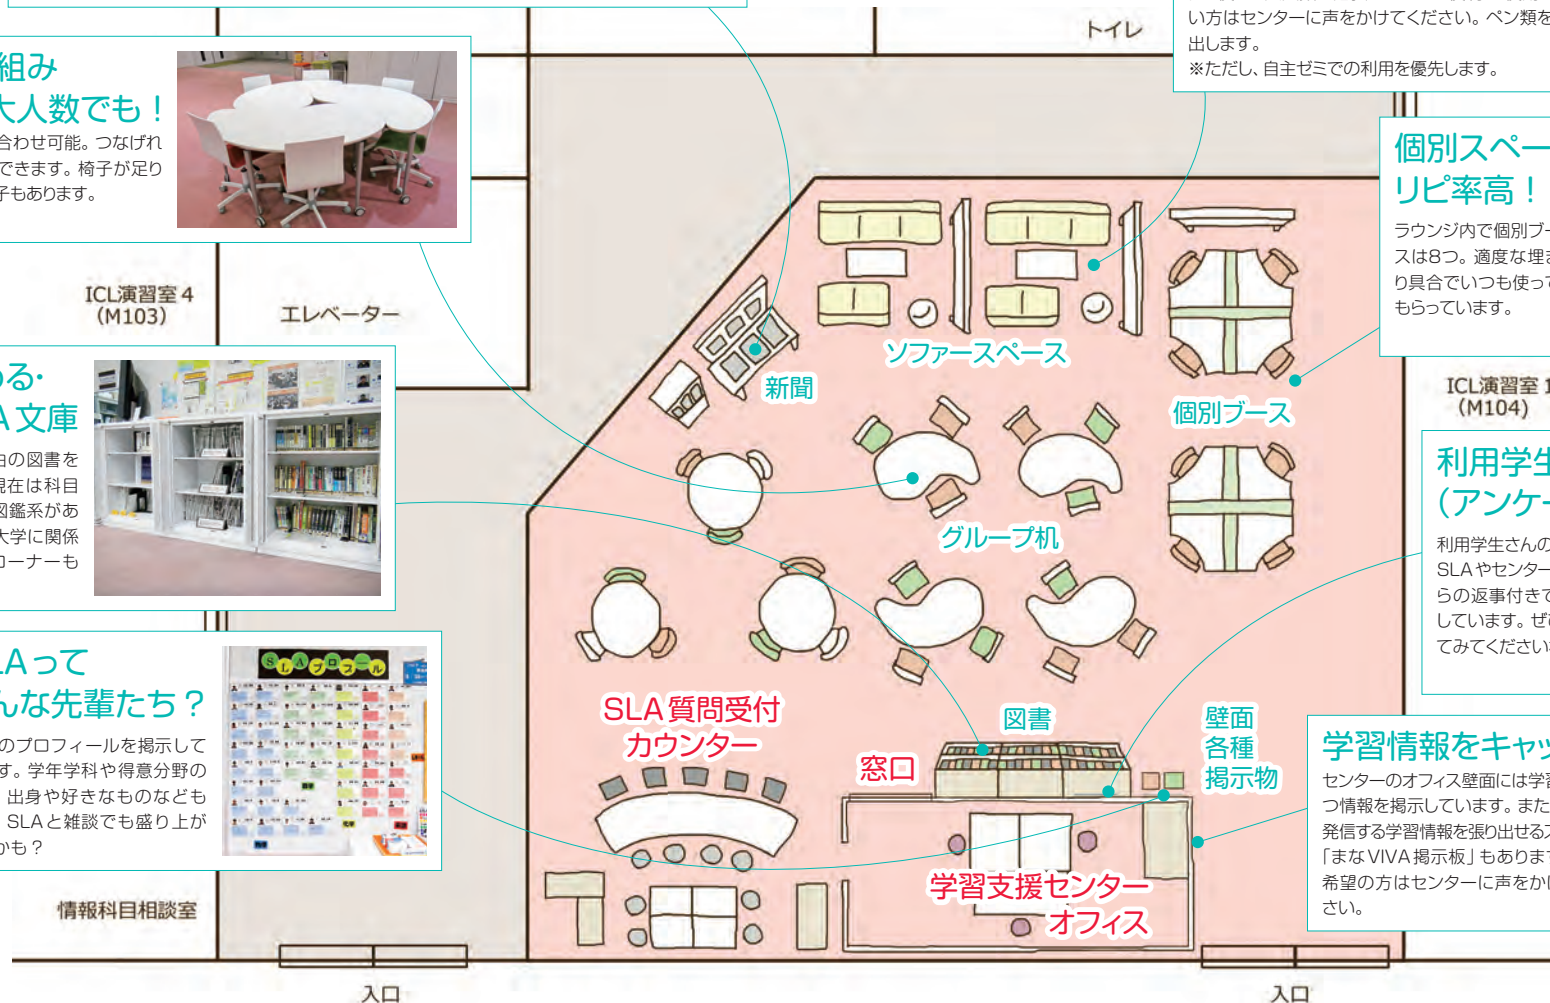 い方はセンターに声をかけてください。ペン類を
出します。
※ただし、自主ゼミでの利用を優先します。
トイレ
組み
大人数でも！
合わせ可能。つなげれ
できます。椅子が足り
子もあります。
個別スペー
リピ率高！
ラウンジ内で個別ブー
スは8つ。適度な埋ま
り具合でいつも使って
もらっています。
ICL演習室 4
（M103）
エレベーター
新聞
ソファースペース
個別ブース
ICL演習室 1
（M104）
る・
A 文庫
の図書を
現在は科目
図鑑系があ
大学に関係
コーナーも
グループ机
利用学生
（アンケー
利用学生さんの
SLAやセンター
らの返事付きで
しています。ぜひ
てみてください
LAって
んな先輩たち？
のプロフィールを掲示して
す。学年学科や得意分野の
出身や好きなものなども
SLAと雑談でも盛り上が
かも？
SLAプロフィール
SLA 質問受付
カウンター
図書
窓口
壁面
各種
掲示物
学習情報をキャッ
センターのオフィス壁面には学習
つ情報を掲示しています。また
発信する学習情報を張り出せるス
「まなVIVA掲示板」もあります
希望の方はセンターに声をかけ
さい。
学習支援センター
オフィス
情報科目相談室
入口
入口